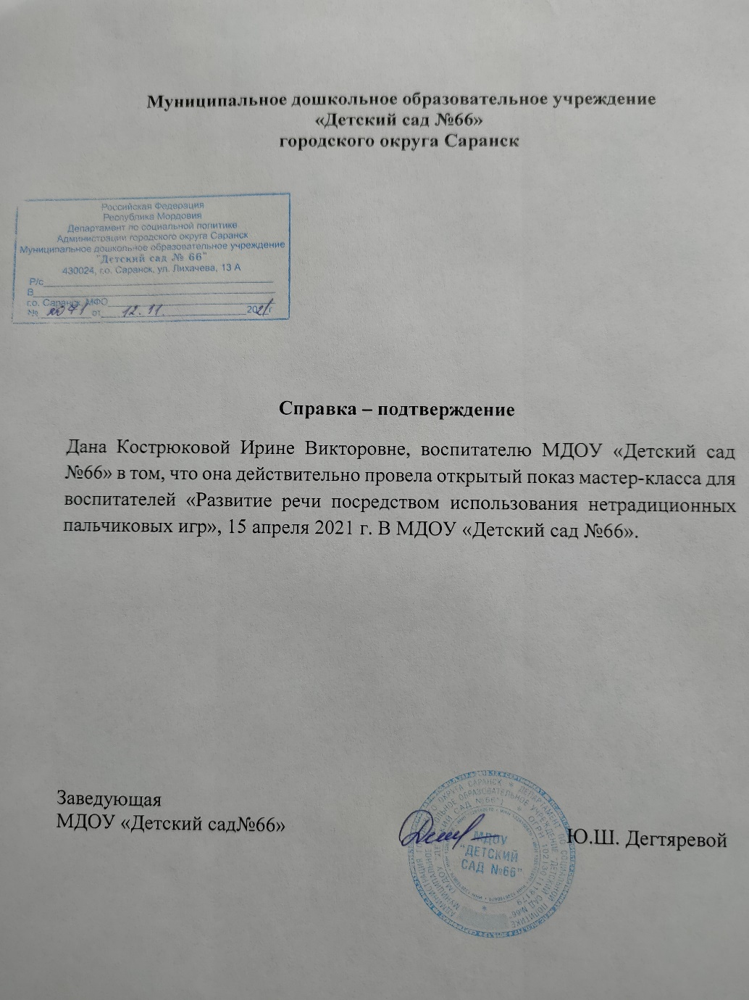 Муниципальное дошкольное образовательное учреждение
«Детский сад №66»
городского округа Саранск
Российская Федерация
Республика Мордовия
Департамент по социальной политике
Администрации городского округа Саранск
Муниципальное дошкольное образовательное учреждение
"Детский сад № 66"
430024, г.о. Саранск, ул. Лихачева, 13 А
Р/с
В
г.о. Саранск, МФО
№ от 12.11. 2021г
Справка – подтверждение
Дана Кострюковой Ирине Викторовне, воспитателю МДОУ «Детский сад
№66» в том, что она действительно провела открытый показ мастер-класса для
воспитателей «Развитие речи посредством использования нетрадиционных
пальчиковых игр», 15 апреля 2021 г. В МДОУ «Детский сад №66».
Заведующая
МДОУ «Детский сад№66»
Ю.Ш. Дегтяревой
МДОУ
"ДЕТСКИЙ
САД №66"